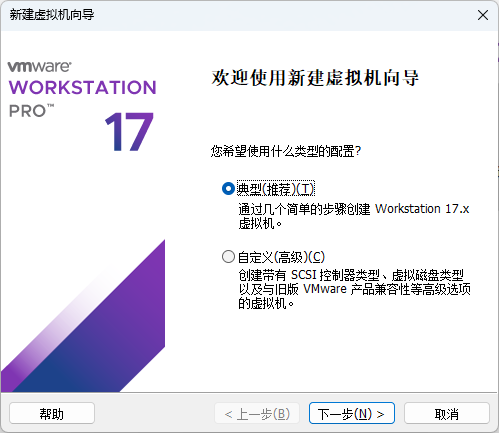 新建虚拟机向导
vmware
WORKSTATION
PRO™
17
欢迎使用新建虚拟机向导
您希望使用什么类型的配置?
典型(推荐)(T)
通过几个简单的步骤创建 Workstation 17.x
虚拟机。
自定义(高级)(C)
创建带有 SCSI 控制器类型、虚拟磁盘类型
以及与旧版 VMware 产品兼容性等高级选项
的虚拟机。
帮助
< 上一步(B)
下一步(N) >
取消